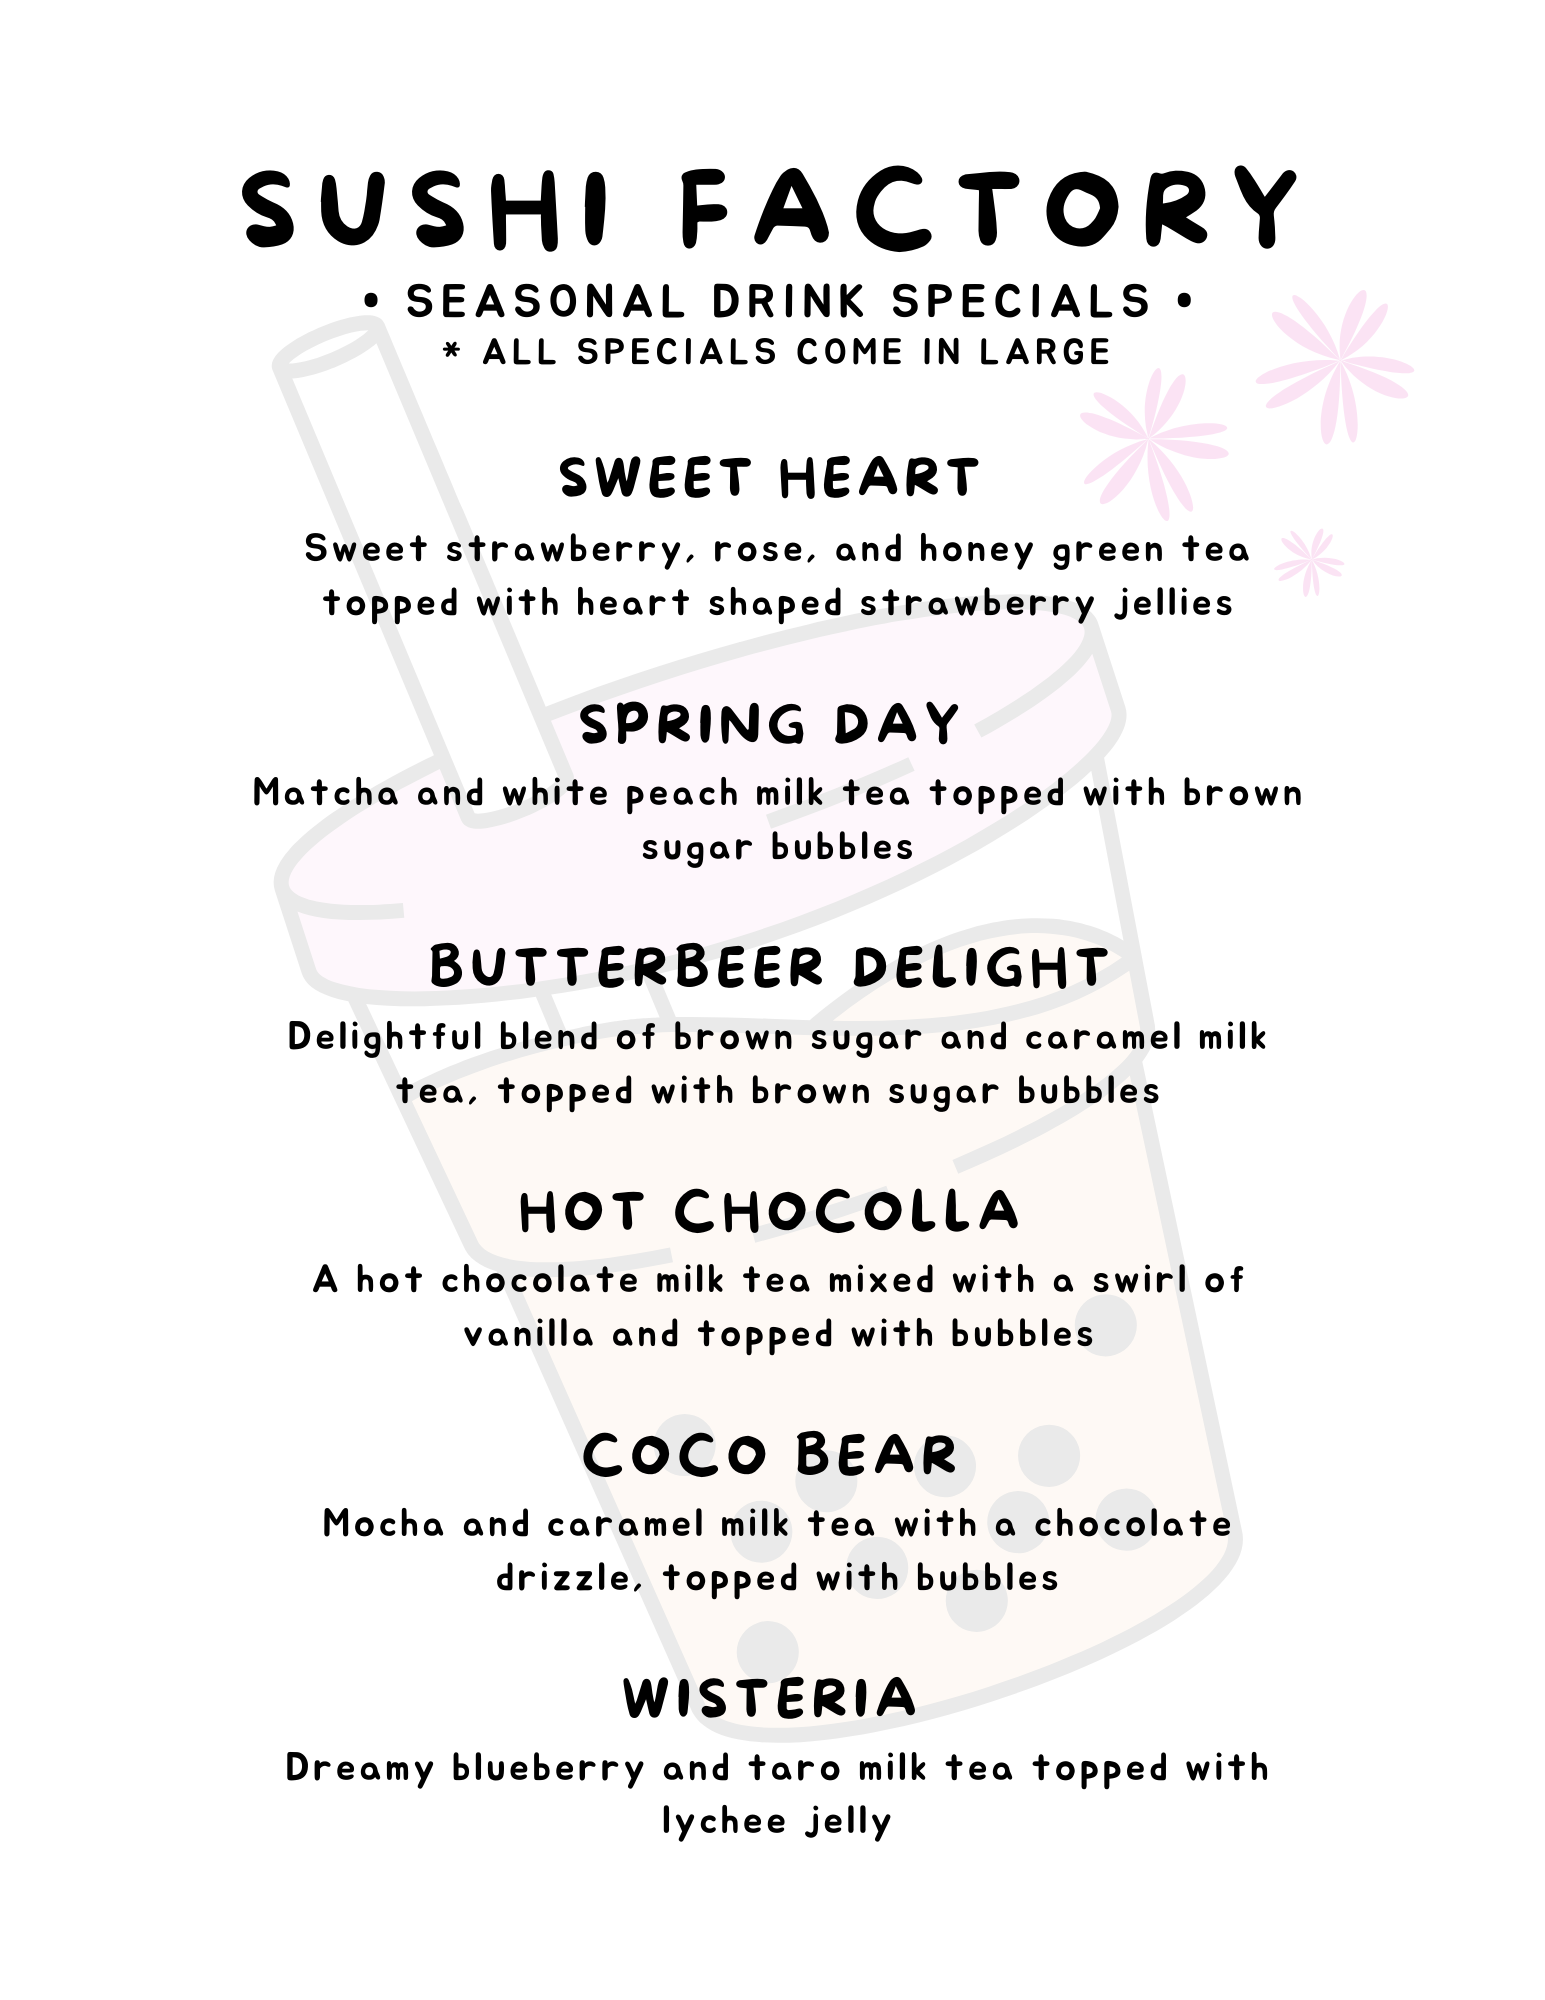 SUSHI FACTORY
• SEASONAL DRINK SPECIALS •
* ALL SPECIALS COME IN LARGE
SWEET HEART
Sweet strawberry, rose, and honey green tea
topped with heart shaped strawberry jellies
SPRING DAY
Matcha and white peach milk tea topped with brown
sugar bubbles
BUTTERBEER DELIGHT
Delightful blend of brown sugar and caramel milk
tea, topped with brown sugar bubbles
HOT CHOCOLLA
A hot chocolate milk tea mixed with a swirl of
vanilla and topped with bubbles
COCO BEAR
Mocha and caramel milk tea with a chocolate
drizzle, topped with bubbles
WISTERIA
Dreamy blueberry and taro milk tea topped with
lychee jelly